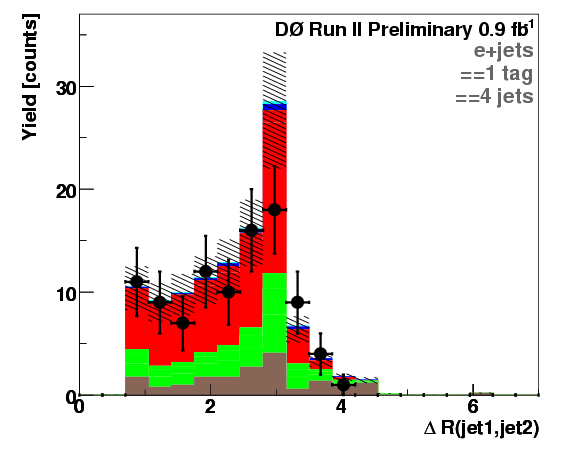 DØ Run II Preliminary 0.9 fb-1
e+jets
==1 tag
==4 jets
Yield [counts]
30
20
10
0
0 2 4 6
Δ R(jet1,jet2)